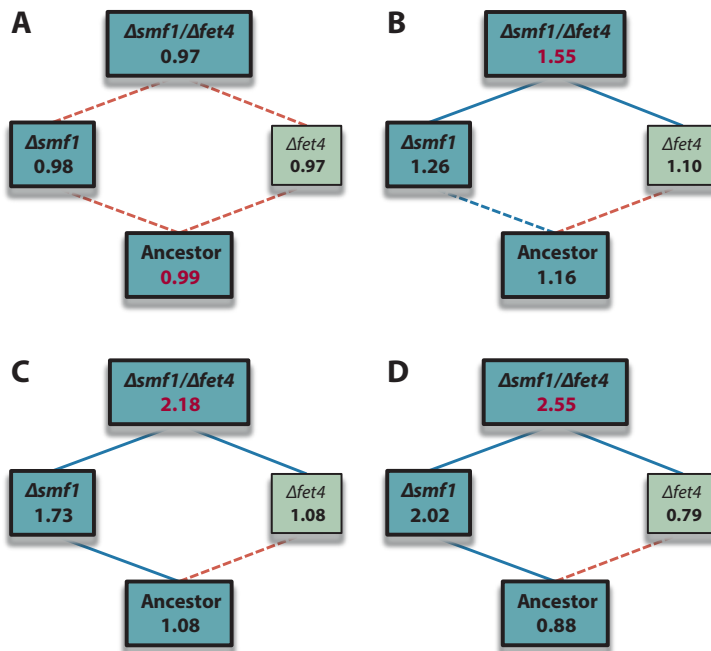 A
Δsmf1/Δfet4
0.97
Δsmf1
0.98
Δfet4
0.97
Ancestor
0.99
B
Δsmf1/Δfet4
1.55
Δsmf1
1.26
Δfet4
1.10
Ancestor
1.16
C
Δsmf1/Δfet4
2.18
Δsmf1
1.73
Δfet4
1.08
Ancestor
1.08
D
Δsmf1/Δfet4
2.55
Δsmf1
2.02
Δfet4
0.79
Ancestor
0.88